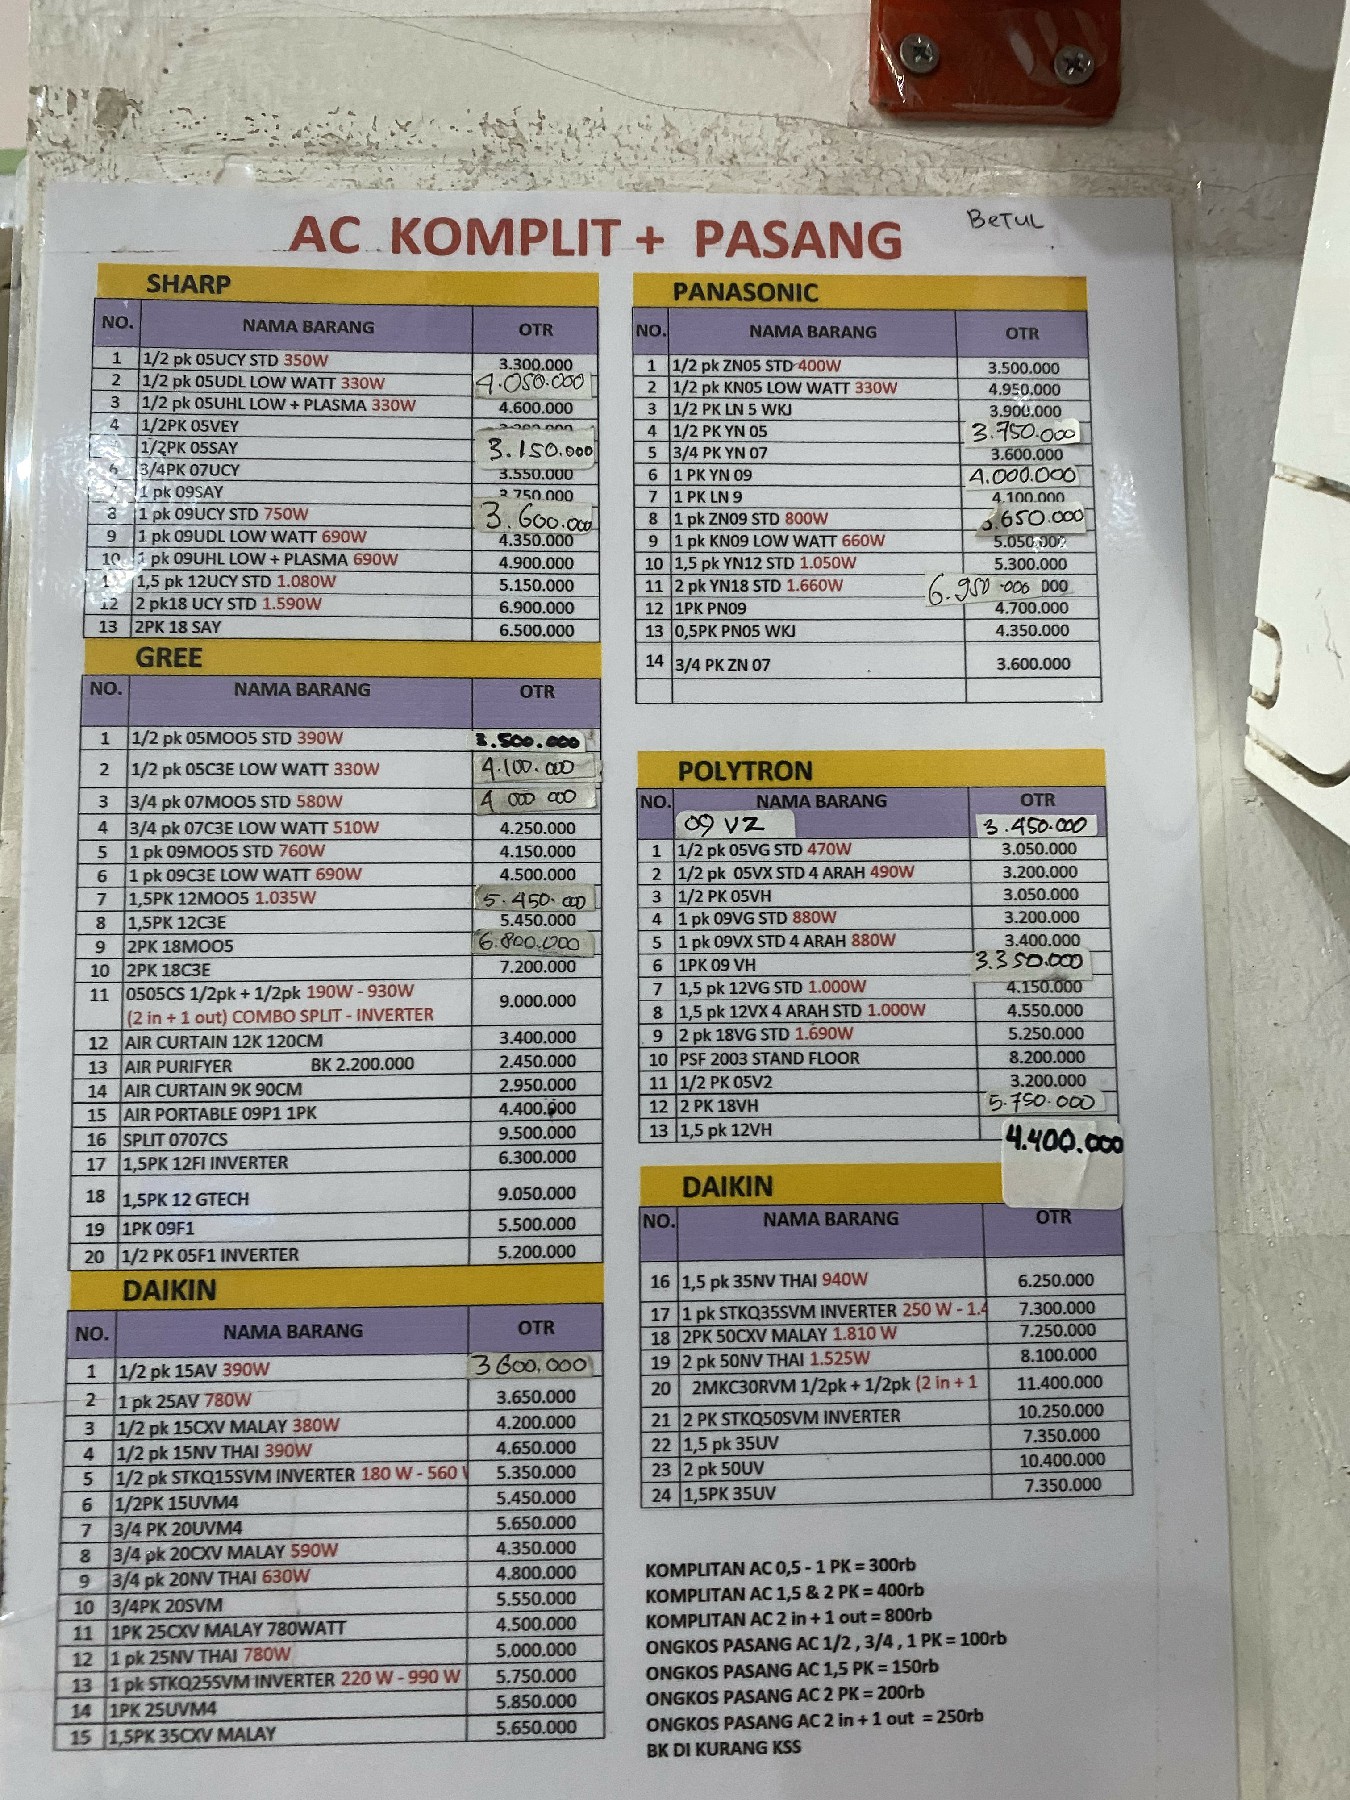 AC KOMPLIT + PASANG
BETUL
SHARP
NO. NAMA BARANG OTR
1 1/2 pk 05UCY STD 350W 3.300.000
2 1/2 pk 05UDL LOW WATT 330W 4.050.000
3 1/2 pk 05UHL LOW + PLASMA 330W 4.600.000
4 1/2PK 05VEY
1/2PK 05SAY 3.150.000
6 3/4PK 07UCY 3.550.000
1 pk 09SAY 3.750.000
8 1 pk 09UCY STD 750W 3.600.000
9 1 pk 09UDL LOW WATT 690W 4.350.000
10 1 pk 09UHL LOW + PLASMA 690W 4.900.000
1,5 pk 12UCY STD 1.080W 5.150.000
12 2 pk18 UCY STD 1.590W 6.900.000
13 2PK 18 SAY 6.500.000
GREE
NO. NAMA BARANG OTR
1 1/2 pk 05MOO5 STD 390W 3.500.000
2 1/2 pk 05C3E LOW WATT 330W 4.100.000
3 3/4 pk 07MOO5 STD 580W 4 000 000
4 3/4 pk 07C3E LOW WATT 510W 4.250.000
5 1 pk 09MOO5 STD 760W 4.150.000
6 1 pk 09C3E LOW WATT 690W 4.500.000
7 1,5PK 12MOO5 1.035W 5.450.000
8 1,5PK 12C3E 5.450.000
9 2PK 18MOO5 6.800.000
10 2PK 18C3E 7.200.000
11 0505CS 1/2pk + 1/2pk 190W - 930W 9.000.000
(2 in + 1 out) COMBO SPLIT - INVERTER
12 AIR CURTAIN 12K 120CM 3.400.000
13 AIR PURIFYER BK 2.200.000 2.450.000
14 AIR CURTAIN 9K 90CM 2.950.000
15 AIR PORTABLE 09P1 1PK 4.400.000
16 SPLIT 0707CS 9.500.000
17 1,5PK 12FI INVERTER 6.300.000
18 1,5PK 12 GTECH 9.050.000
19 1PK 09F1 5.500.000
20 1/2 PK 05F1 INVERTER 5.200.000
DAIKIN
NO. NAMA BARANG OTR
1 1/2 pk 15AV 390W 3600.000
2 1 pk 25AV 780W 3.650.000
3 1/2 pk 15CXV MALAY 380W 4.200.000
4 1/2 pk 15NV THAI 390W 4.650.000
5 1/2 pk STKQ15SVM INVERTER 180 W - 560 5.350.000
6 1/2PK 15UVM4 5.450.000
7 3/4 PK 20UVM4 5.650.000
8 3/4 pk 20CXV MALAY 590W 4.350.000
9 3/4 pk 20NV THAI 630W 4.800.000
10 3/4PK 20SVM 5.550.000
11 1PK 25CXV MALAY 780WATT 4.500.000
12 1 pk 25NV THAI 780W 5.000.000
13 1 pk STKQ25SVM INVERTER 220 W - 990 W 5.750.000
14 1PK 25UVM4 5.850.000
15 1,5PK 35CXV MALAY 5.650.000
PANASONIC
NO. NAMA BARANG OTR
1 1/2 pk ZN05 STD 400W 3.500.000
2 1/2 pk KN05 LOW WATT 330W 4.950.000
3 1/2 PK LN 5 WKJ 3.900.000
4 1/2 PK YN 05 3.750.000
5 3/4 PK YN 07 3.600.000
6 1 PK YN 09 4.000.000
7 1 PK LN 9 4.100.000
8 1 pk ZN09 STD 800W 3.650.000
9 1 pk KN09 LOW WATT 660W 5.050.000
10 1,5 pk YN12 STD 1.050W 5.300.000
11 2 pk YN18 STD 1.660W 6.950.000 000
12 1PK PN09 4.700.000
13 0,5PK PN05 WKJ 4.350.000
14 3/4 PK ZN 07 3.600.000
POLYTRON
NO. NAMA BARANG OTR
09 VZ 3.450.000
1 1/2 pk 05VG STD 470W 3.050.000
2 1/2 pk 05VX STD 4 ARAH 490W 3.200.000
3 1/2 PK 05VH 3.050.000
4 1 pk 09VG STD 880W 3.200.000
5 1 pk 09VX STD 4 ARAH 880W 3.400.000
6 1PK 09 VH 3.350.000
7 1,5 pk 12VG STD 1.000W 4.150.000
8 1,5 pk 12VX 4 ARAH STD 1.000W 4.550.000
9 2 pk 18VG STD 1.690W 5.250.000
10 PSF 2003 STAND FLOOR 8.200.000
11 1/2 PK 05V2 3.200.000
12 2 PK 18VH 5.750.000
13 1,5 pk 12VH 4.400.000
DAIKIN
NO. NAMA BARANG OTR
16 1,5 pk 35NV THAI 940W 6.250.000
17 1 pk STKQ35SVM INVERTER 250 W - 1.4 7.300.000
18 2PK 50CXV MALAY 1.810 W 7.250.000
19 2 pk 50NV THAI 1.525W 8.100.000
20 2MKC30RVM 1/2pk + 1/2pk (2 in + 1 11.400.000
21 2 PK STKQ50SVM INVERTER 10.250.000
22 1,5 pk 35UV 7.350.000
23 2 pk 50UV 10.400.000
24 1,5PK 35UV 7.350.000
KOMPLITAN AC 0,5 - 1 PK = 300rb
KOMPLITAN AC 1,5 & 2 PK = 400rb
KOMPLITAN AC 2 in + 1 out = 800rb
ONGKOS PASANG AC 1/2 , 3/4 , 1 PK = 100rb
ONGKOS PASANG AC 1,5 PK = 150rb
ONGKOS PASANG AC 2 PK = 200rb
ONGKOS PASANG AC 2 in + 1 out = 250rb
BK DI KURANG KSS